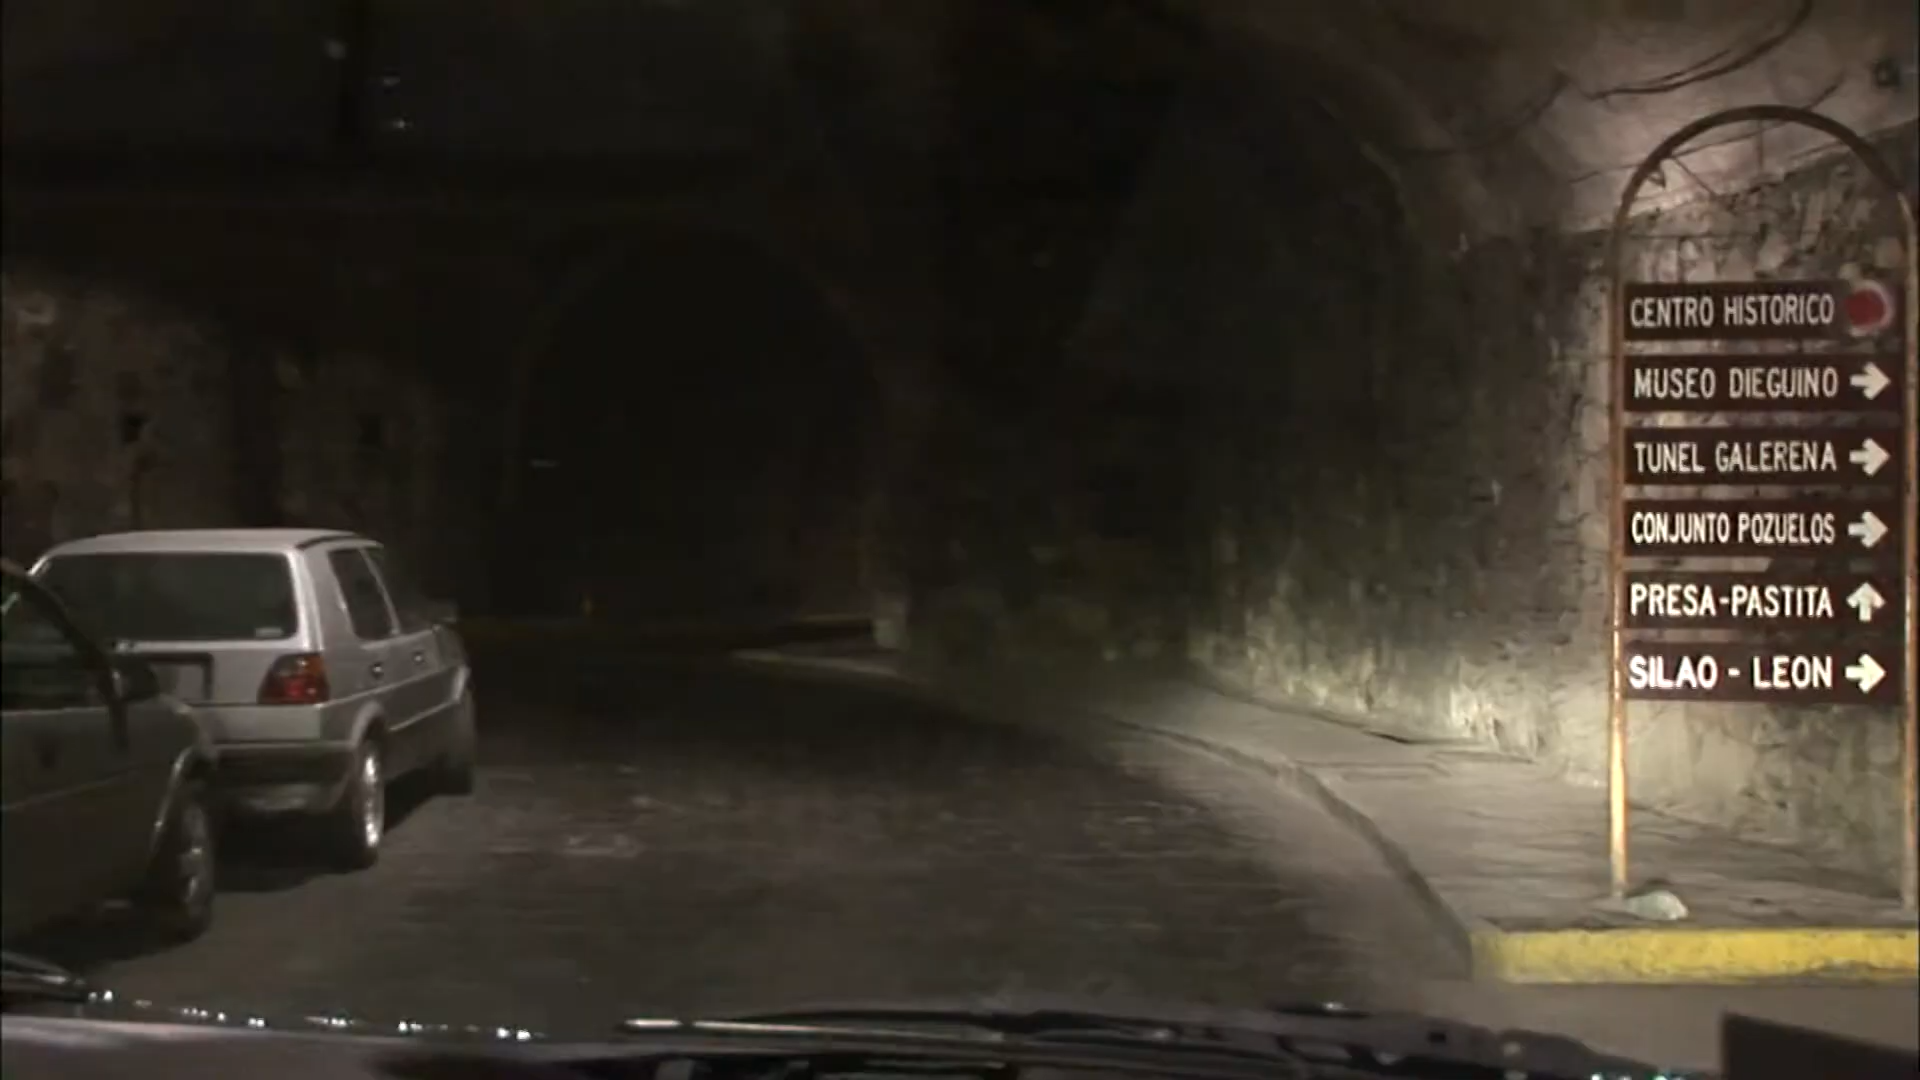 CENTRO HISTORICO
MUSEO DIEGUINO
TUNEL GALERENA
CONJUNTO POZUELOS
PRESA-PASTITA
SILAO - LEON